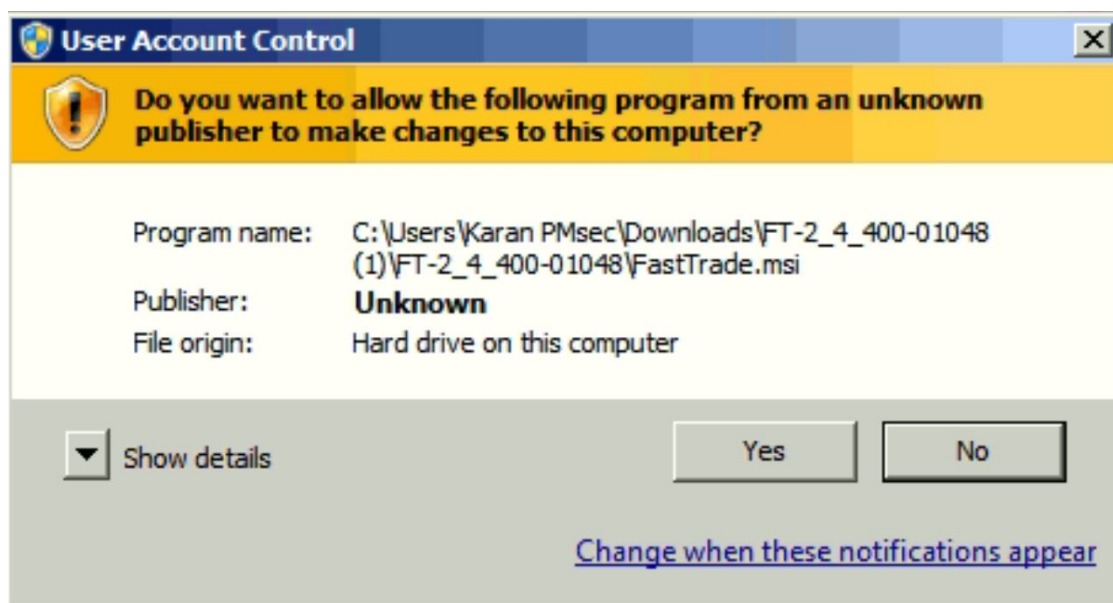 User Account Control
Do you want to allow the following program from an unknown
publisher to make changes to this computer?
Program name: C:\Users\Karan PMsec\Downloads\FT-2_4_400-01048
(1)\FT-2_4_400-01048\FastTrade.msi
Publisher: Unknown
File origin: Hard drive on this computer
Show details Yes No
Change when these notifications appear